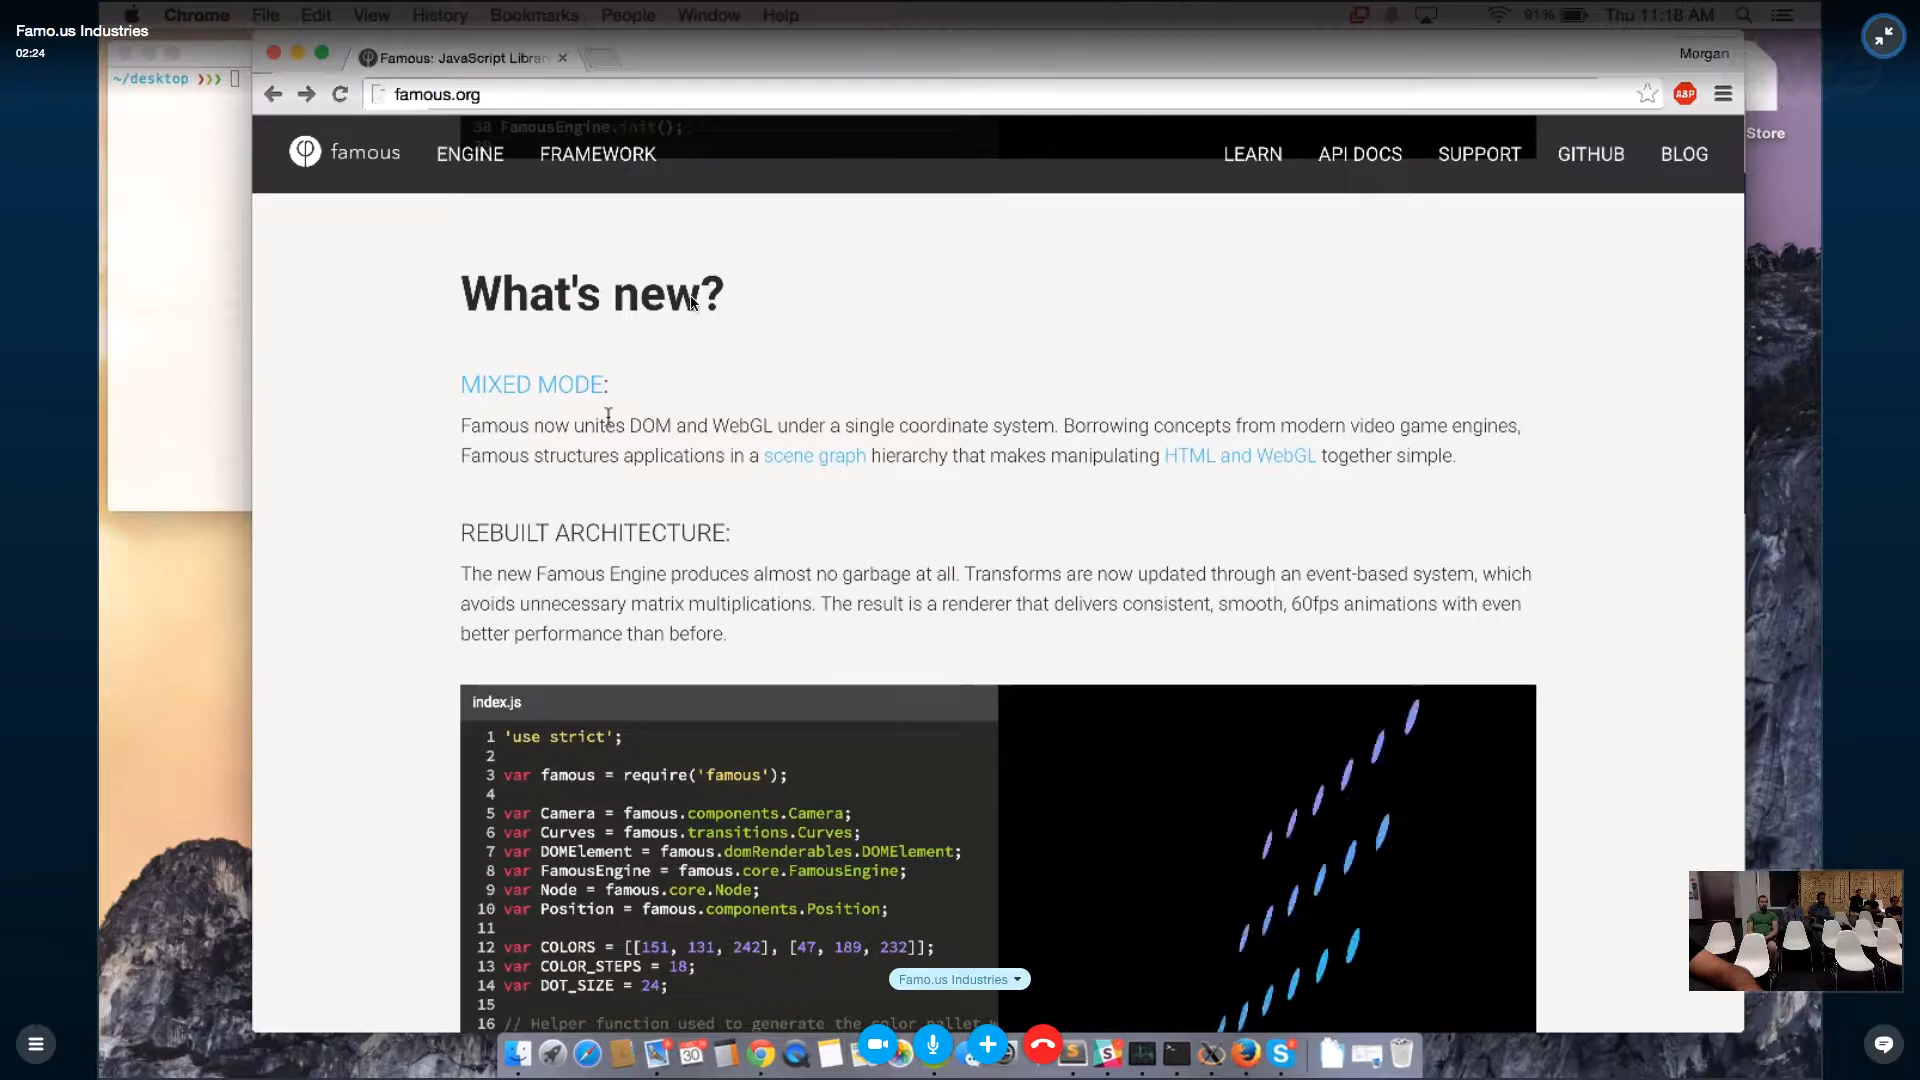 Chrome File Edit View History Bookmarks People Window Help 91% Thu 11:18 AM
Famo.us Industries
02:24
Famous: JavaScript Librar
Morgan
~/desktop ❯❯❯
famous.org
ABP
Store
38 FamousEngine.init();
famous ENGINE FRAMEWORK LEARN API DOCS SUPPORT GITHUB BLOG
What's new?
MIXED MODE:
Famous now unites DOM and WebGL under a single coordinate system. Borrowing concepts from modern video game engines,
Famous structures applications in a scene graph hierarchy that makes manipulating HTML and WebGL together simple.
REBUILT ARCHITECTURE:
The new Famous Engine produces almost no garbage at all. Transforms are now updated through an event-based system, which
avoids unnecessary matrix multiplications. The result is a renderer that delivers consistent, smooth, 60fps animations with even
better performance than before.
index.js
1 'use strict';
2
3 var famous = require('famous');
4
5 var Camera = famous.components.Camera;
6 var Curves = famous.transitions.Curves;
7 var DOMElement = famous.domRenderables.DOMElement;
8 var FamousEngine = famous.core.FamousEngine;
9 var Node = famous.core.Node;
10 var Position = famous.components.Position;
11
12 var COLORS = [[151, 131, 242], [47, 189, 232]];
13 var COLOR_STEPS = 18;
14 var DOT_SIZE = 24;
15
16 // Helper function used to generate the color pallet
Famo.us Industries
30